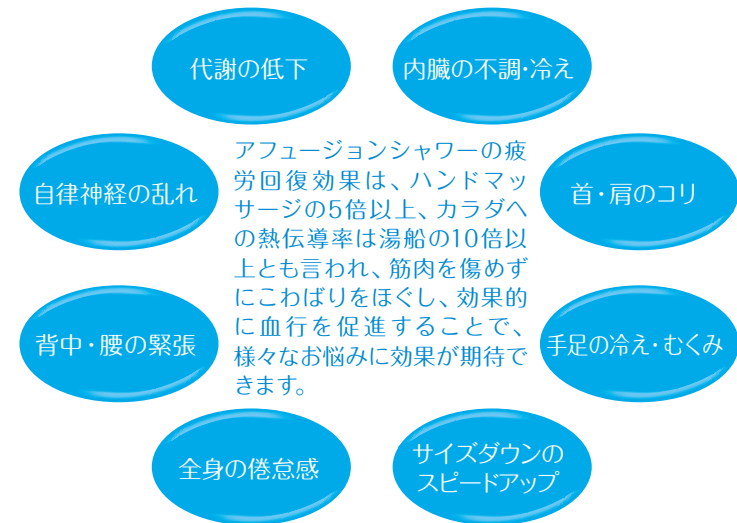 代謝の低下
内臓の不調・冷え
自律神経の乱れ
首・肩のコリ
アフュージョンシャワーの疲
労回復効果は、ハンドマッ
サージの5倍以上、カラダへ
の熱伝導率は湯船の10倍以
上とも言われ、筋肉を傷めず
にこわばりをほぐし、効果的
に血行を促進することで、
様々なお悩みに効果が期待で
きます。
背中・腰の緊張
手足の冷え・むくみ
全身の倦怠感
サイズダウンの
スピードアップ